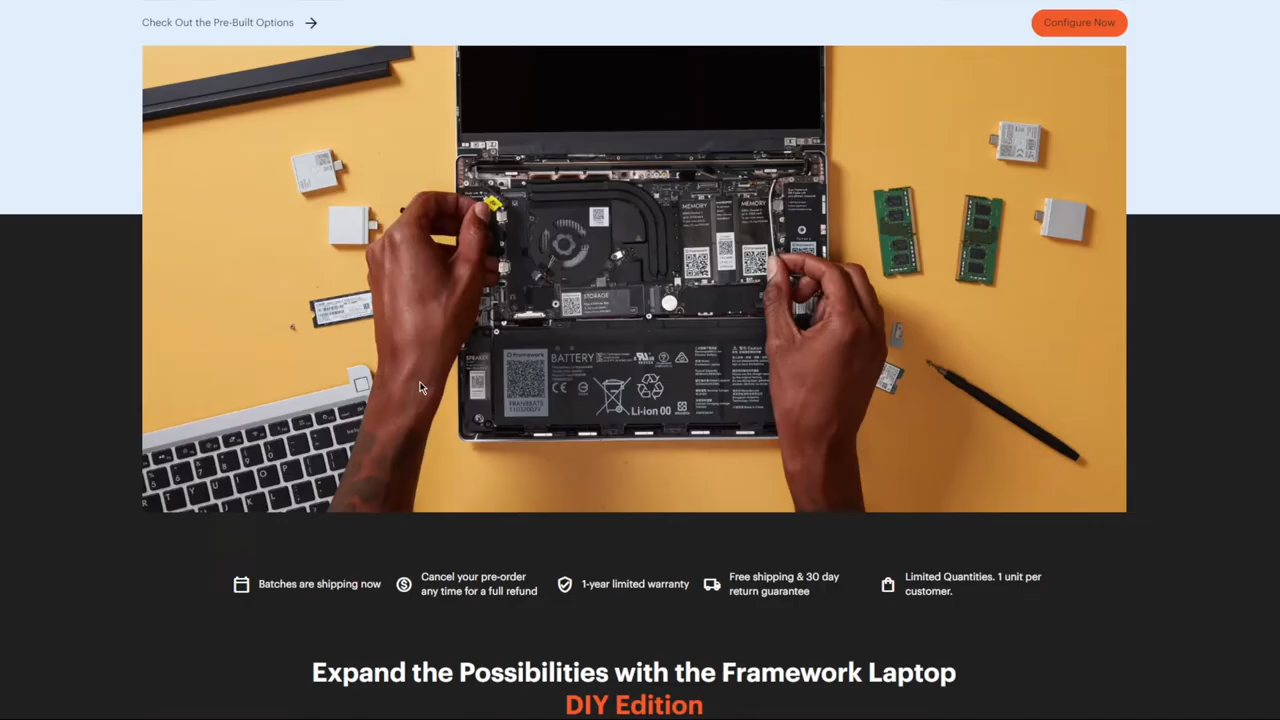 Check Out the Pre-Built Options
Configure Now
MEMORY
MEMORY
STORAGE
SPEAKER
framework
BATTERY
Li-ion 00
Batches are shipping now
Cancel your pre-order
any time for a full refund
1-year limited warranty
Free shipping & 30 day
return guarantee
Limited Quantities. 1 unit per
customer.
Expand the Possibilities with the Framework Laptop
DIY Edition